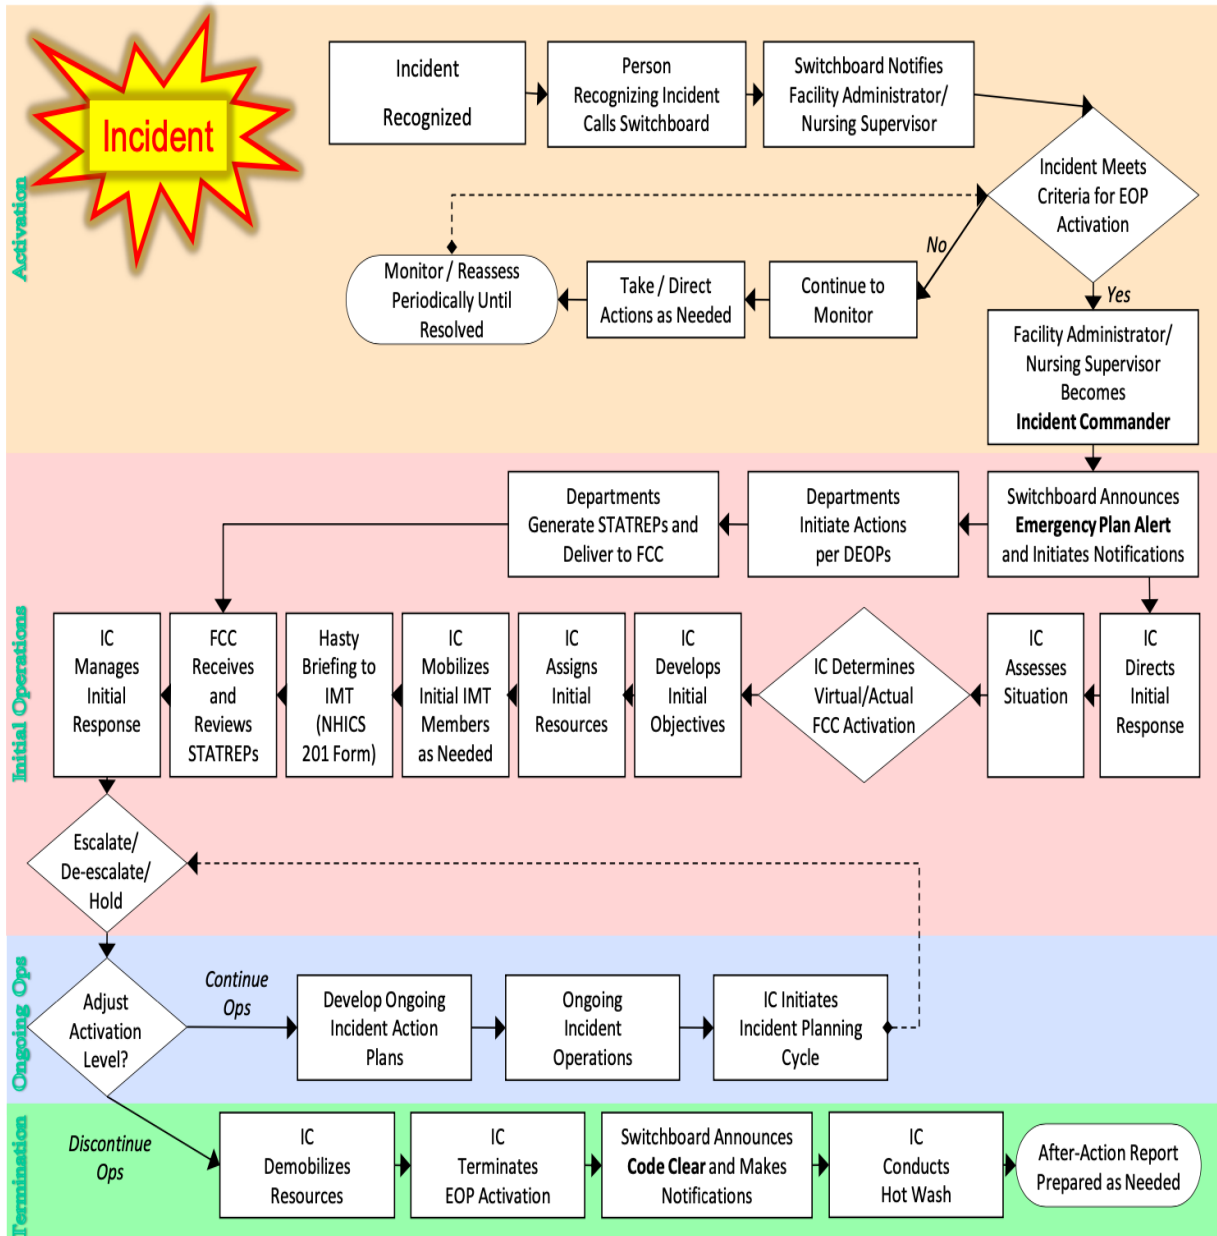 Incident
Activation
Incident
Recognized
Person
Recognizing Incident
Calls Switchboard
Switchboard Notifies
Facility Administrator/
Nursing Supervisor
Incident Meets
Criteria for EOP
Activation
No
Yes
Continue to
Monitor
Take / Direct
Actions as Needed
Monitor / Reassess
Periodically Until
Resolved
Facility Administrator/
Nursing Supervisor
Becomes
Incident Commander
Initial Operations
Switchboard Announces
Emergency Plan Alert
and Initiates Notifications
Departments
Initiate Actions
per DEOPs
Departments
Generate STATREPs and
Deliver to FCC
IC
Directs
Initial
Response
IC
Assesses
Situation
IC Determines
Virtual/Actual
FCC Activation
IC
Develops
Initial
Objectives
IC
Assigns
Initial
Resources
IC
Mobilizes
Initial IMT
Members
as Needed
Hasty
Briefing to
IMT
(NHICS
201 Form)
FCC
Receives
and
Reviews
STATREPs
IC
Manages
Initial
Response
Escalate/
De-escalate/
Hold
Ongoing Ops
Adjust
Activation
Level?
Continue
Ops
Develop Ongoing
Incident Action
Plans
Ongoing
Incident
Operations
IC Initiates
Incident Planning
Cycle
Termination
Discontinue
Ops
IC
Demobilizes
Resources
IC
Terminates
EOP Activation
Switchboard Announces
Code Clear and Makes
Notifications
IC
Conducts
Hot Wash
After-Action Report
Prepared as Needed